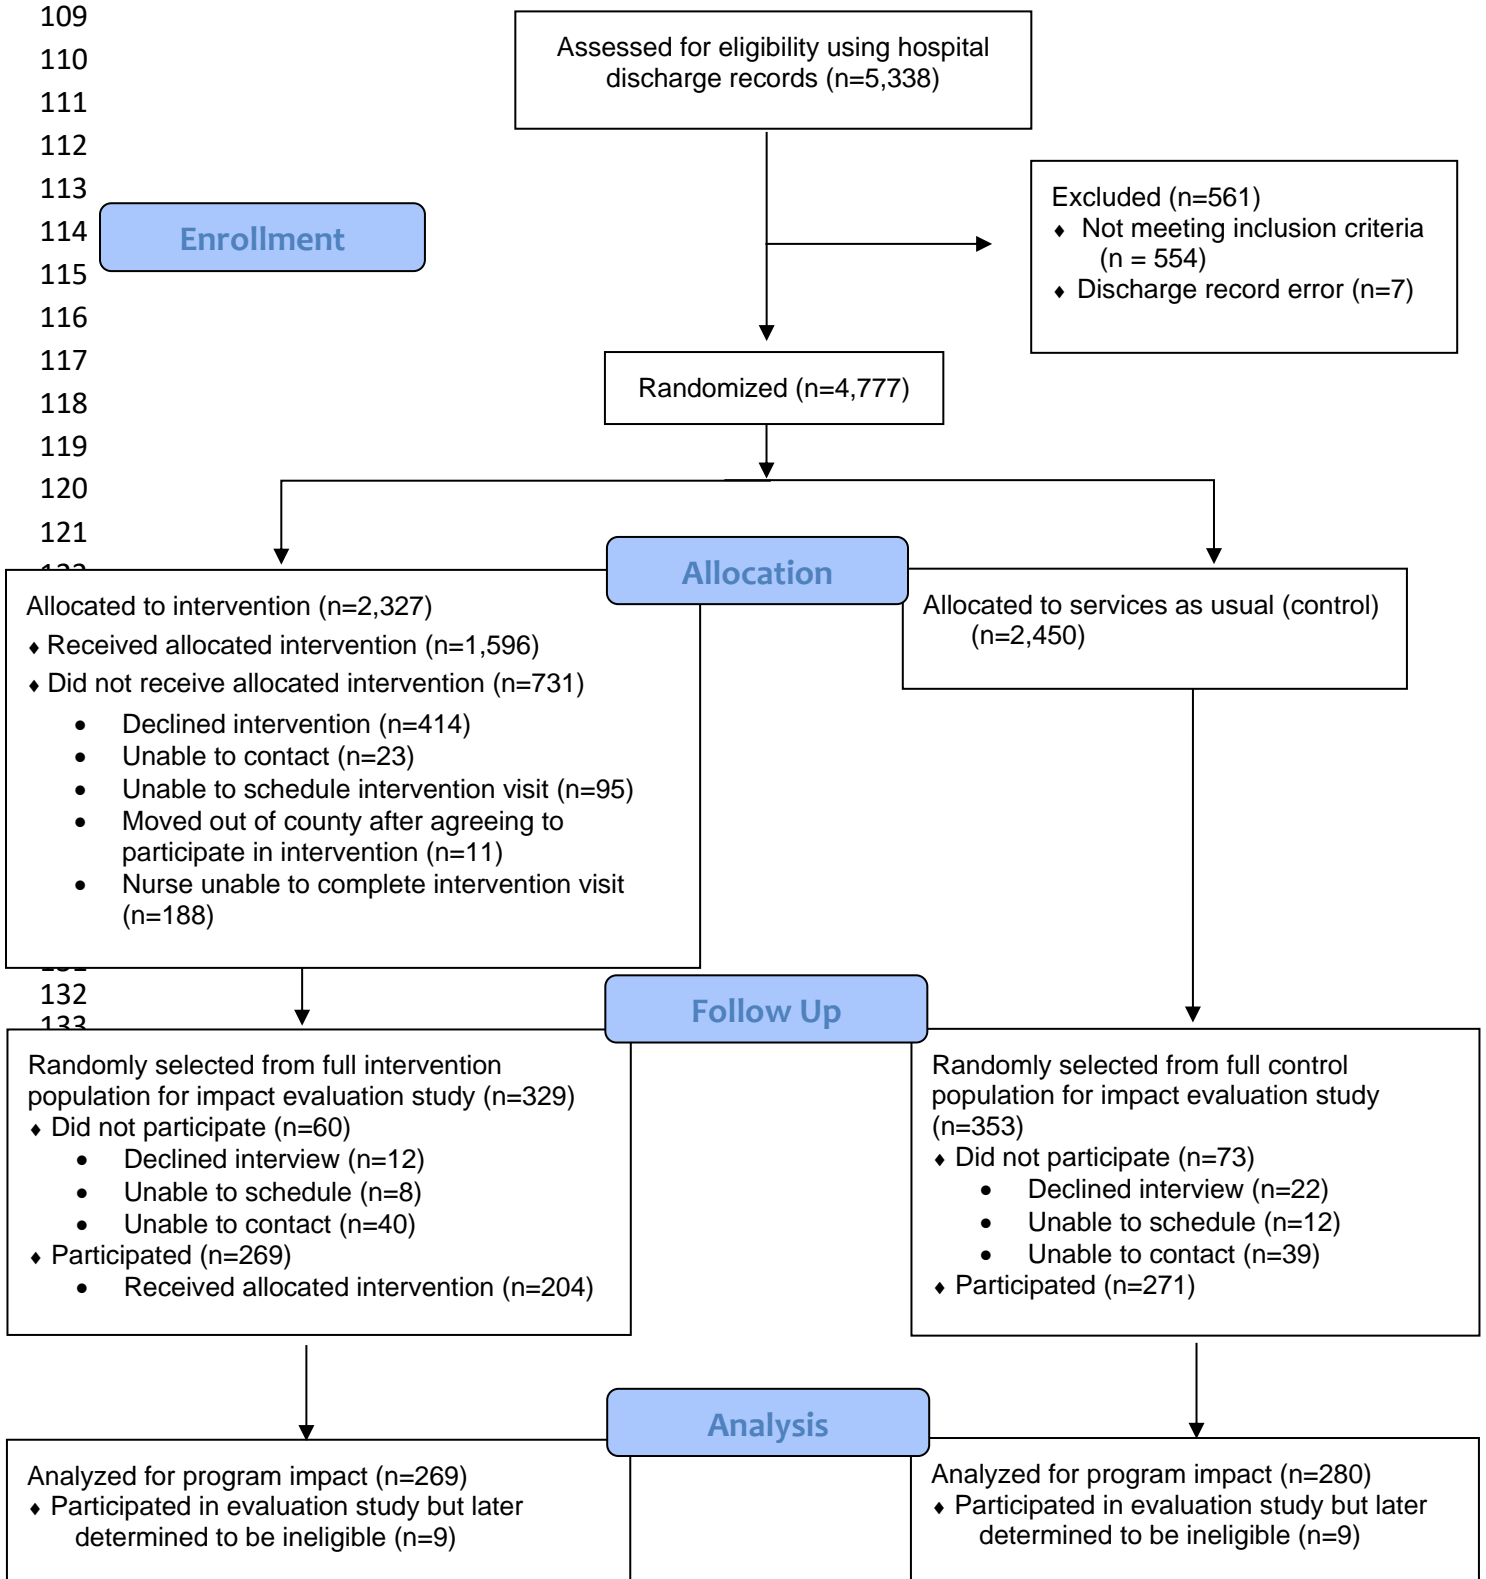 109
110
111
112
113
114
115
116
117
118
119
120
121
132
133
Assessed for eligibility using hospital
discharge records (n=5,338)
Enrollment
Excluded (n=561)
♦ Not meeting inclusion criteria
(n = 554)
♦ Discharge record error (n=7)
Randomized (n=4,777)
Allocation
Allocated to intervention (n=2,327)
♦ Received allocated intervention (n=1,596)
♦ Did not receive allocated intervention (n=731)
• Declined intervention (n=414)
• Unable to contact (n=23)
• Unable to schedule intervention visit (n=95)
• Moved out of county after agreeing to
participate in intervention (n=11)
• Nurse unable to complete intervention visit
(n=188)
Allocated to services as usual (control)
(n=2,450)
Follow Up
Randomly selected from full intervention
population for impact evaluation study (n=329)
♦ Did not participate (n=60)
• Declined interview (n=12)
• Unable to schedule (n=8)
• Unable to contact (n=40)
♦ Participated (n=269)
• Received allocated intervention (n=204)
Randomly selected from full control
population for impact evaluation study
(n=353)
♦ Did not participate (n=73)
• Declined interview (n=22)
• Unable to schedule (n=12)
• Unable to contact (n=39)
♦ Participated (n=271)
Analysis
Analyzed for program impact (n=269)
♦ Participated in evaluation study but later
determined to be ineligible (n=9)
Analyzed for program impact (n=280)
♦ Participated in evaluation study but later
determined to be ineligible (n=9)